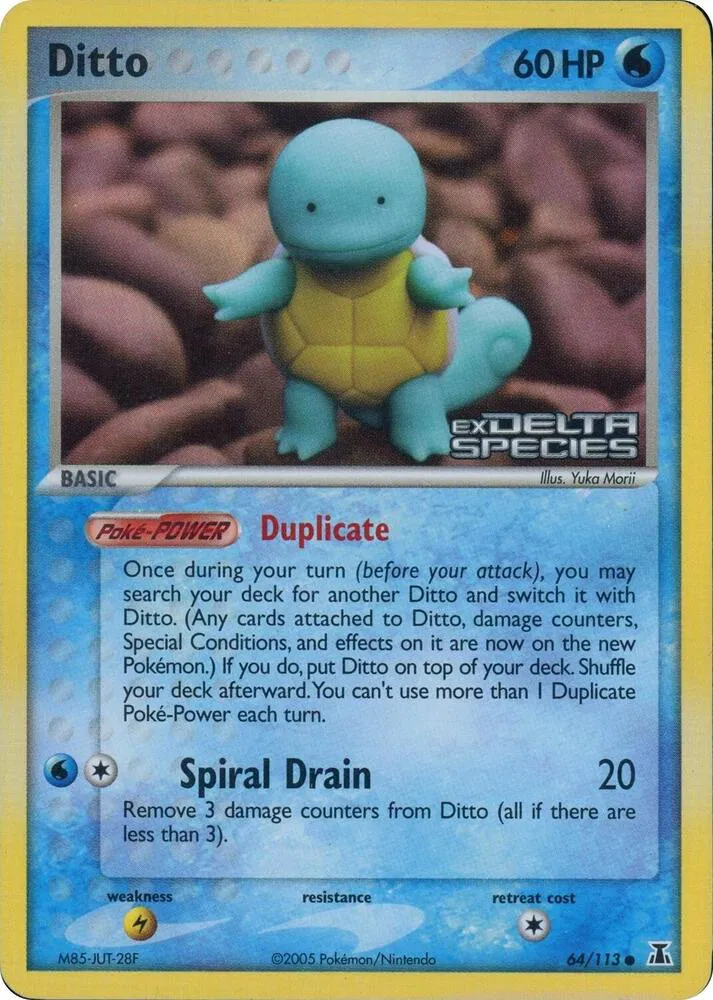 Ditto 60 HP
EX DELTA
SPECIES
BASIC
Illus. Yuka Morii
Poké-POWER Duplicate
Once during your turn (before your attack), you may
search your deck for another Ditto and switch it with
Ditto. (Any cards attached to Ditto, damage counters,
Special Conditions, and effects on it are now on the new
Pokémon.) If you do, put Ditto on top of your deck. Shuffle
your deck afterward. You can't use more than 1 Duplicate
Poké-Power each turn.
Spiral Drain 20
Remove 3 damage counters from Ditto (all if there are
less than 3).
weakness resistance retreat cost
M85-JUT-28F ©2005 Pokémon/Nintendo 64/113